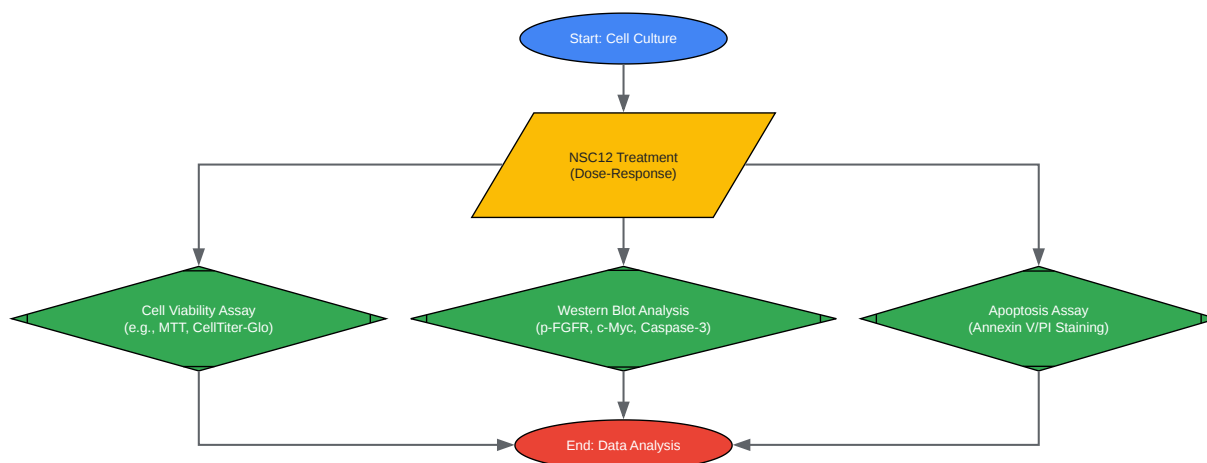 Start: Cell Culture
NSC12 Treatment
(Dose-Response)
Cell Viability Assay
(e.g., MTT, CellTiter-Glo)
Western Blot Analysis
(p-FGFR, c-Myc, Caspase-3)
Apoptosis Assay
(Annexin V/PI Staining)
End: Data Analysis